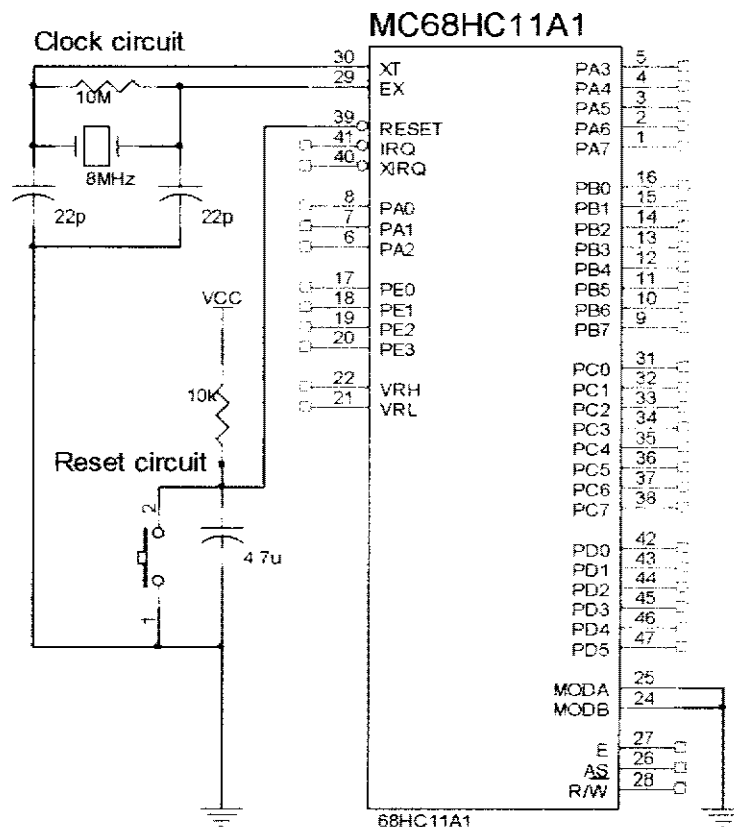 MC68HC11A1
Clock circuit
10M
8MHz
22p
22p
VCC
10k
Reset circuit
2
4.7u
1
30 XT
29 EX
39 RESET
41 IRQ
40 XIRQ
8 PA0
7 PA1
6 PA2
17 PE0
18 PE1
19 PE2
20 PE3
22 VRH
21 VRL
PA3 5
PA4 4
PA5 3
PA6 2
PA7 1
PB0 16
PB1 15
PB2 14
PB3 13
PB4 12
PB5 11
PB6 10
PB7 9
PC0 31
PC1 32
PC2 33
PC3 34
PC4 35
PC5 36
PC6 37
PC7 38
PD0 42
PD1 43
PD2 44
PD3 45
PD4 46
PD5 47
MODA 25
MODB 24
E 27
AS 26
R/W 28
68HC11A1